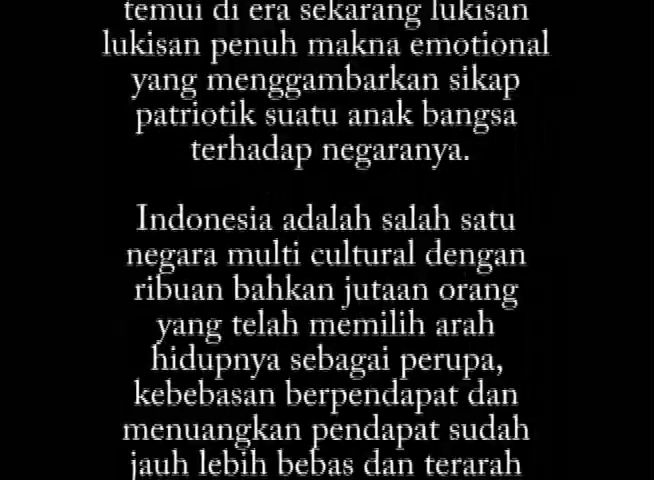 temui di era sekarang lukisan
lukisan penuh makna emotional
yang menggambarkan sikap
patriotik suatu anak bangsa
terhadap negaranya.
Indonesia adalah salah satu
negara multi cultural dengan
ribuan bahkan jutaan orang
yang telah memilih arah
hidupnya sebagai perupa,
kebebasan berpendapat dan
menuangkan pendapat sudah
jauh lebih bebas dan terarah